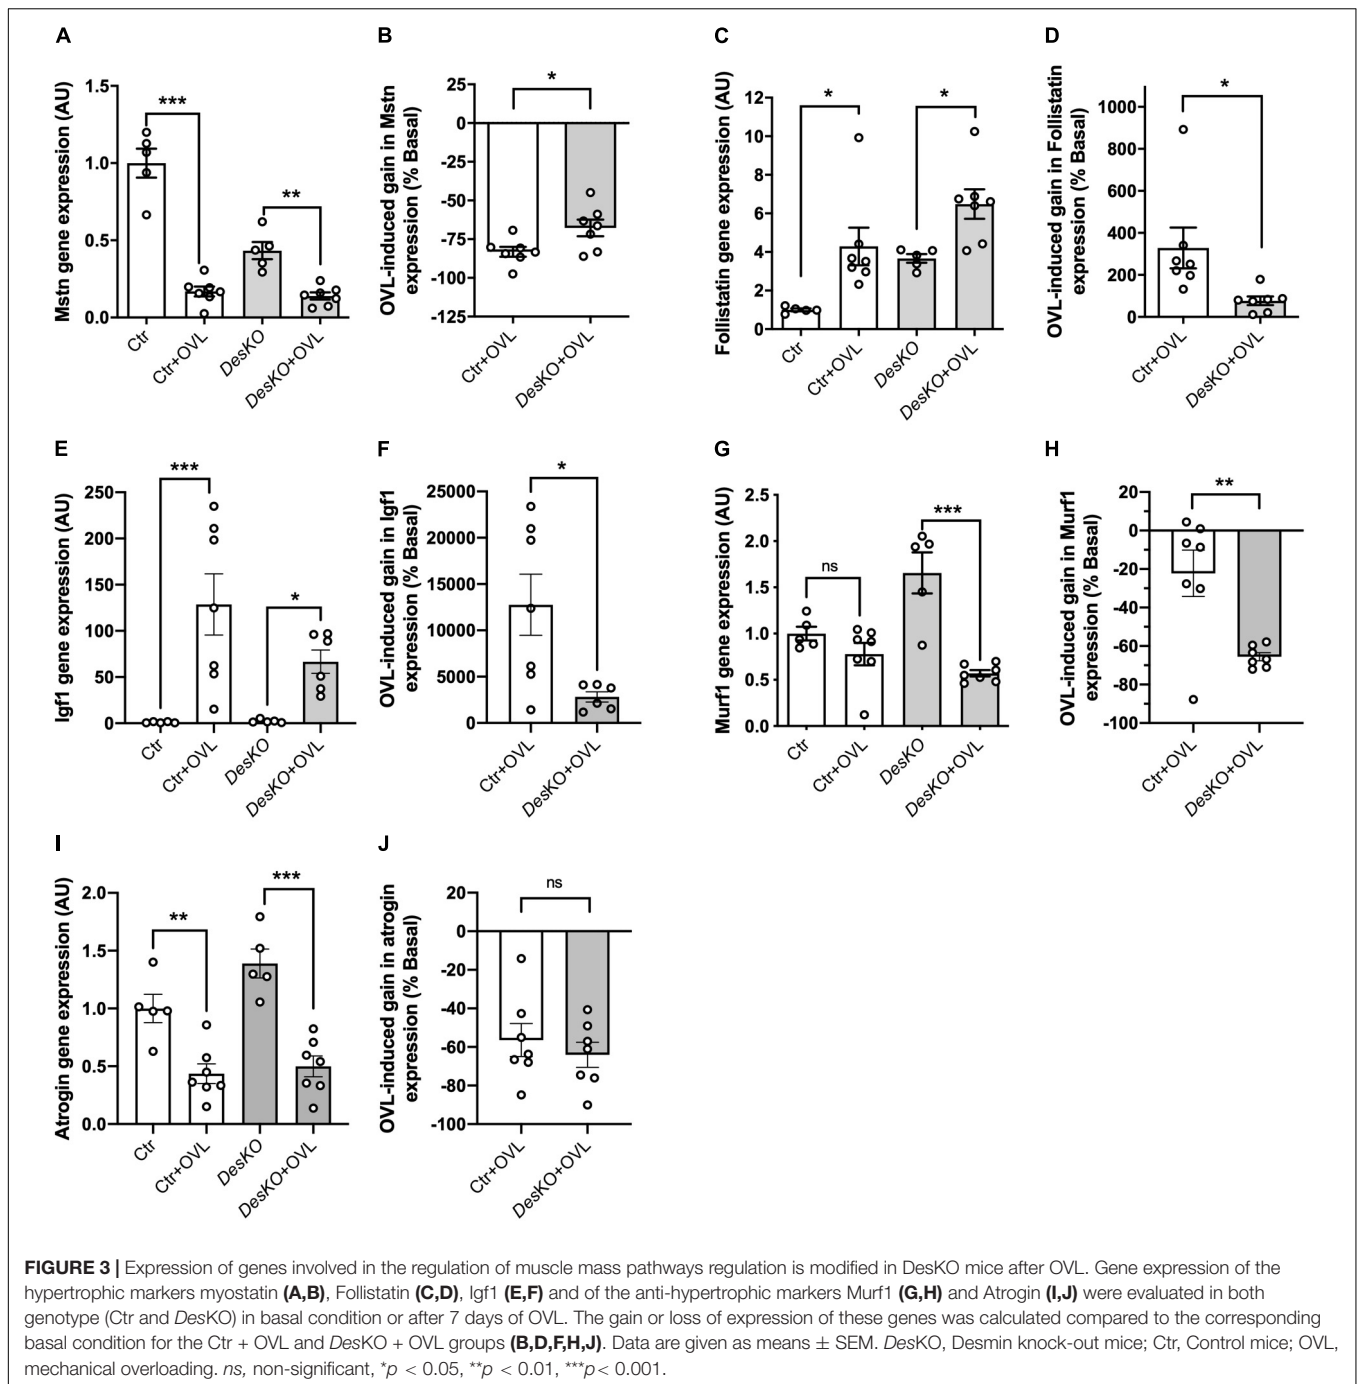 A
Mstn gene expression (AU)
1.5
1.0
0.5
0.0
***
**
Ctr
Ctr+OVL
DesKO
DesKO+OVL
B
OVL-induced gain in Mstn
expression (% Basal)
25
0
-25
-50
-75
-100
-125
*
Ctr+OVL
DesKO+OVL
C
Follistatin gene expression (AU)
12
10
8
6
4
2
0
*
*
Ctr
Ctr+OVL
DesKO
DesKO+OVL
D
OVL-induced gain in Follistatin
expression (% Basal)
1000
800
600
400
200
0
*
Ctr+OVL
DesKO+OVL
E
Igf1 gene expression (AU)
250
200
150
100
50
0
***
*
Ctr
Ctr+OVL
DesKO
DesKO+OVL
F
OVL-induced gain in Igf1
expression (% Basal)
25000
20000
15000
10000
5000
0
*
Ctr+OVL
DesKO+OVL
G
Murf1 gene expression (AU)
2.5
2.0
1.5
1.0
0.5
0.0
ns
***
Ctr
Ctr+OVL
DesKO
DesKO+OVL
H
OVL-induced gain in Murf1
expression (% Basal)
20
0
-20
-40
-60
-80
-100
**
Ctr+OVL
DesKO+OVL
I
Atrogin gene expression (AU)
2.0
1.5
1.0
0.5
0.0
**
***
Ctr
Ctr+OVL
DesKO
DesKO+OVL
J
OVL-induced gain in atrogin
expression (% Basal)
20
0
-20
-40
-60
-80
-100
ns
Ctr+OVL
DesKO+OVL
FIGURE 3 | Expression of genes involved in the regulation of muscle mass pathways regulation is modified in DesKO mice after OVL. Gene expression of the
hypertrophic markers myostatin (A,B), Follistatin (C,D), Igf1 (E,F) and of the anti-hypertrophic markers Murf1 (G,H) and Atrogin (I,J) were evaluated in both
genotype (Ctr and DesKO) in basal condition or after 7 days of OVL. The gain or loss of expression of these genes was calculated compared to the corresponding
basal condition for the Ctr + OVL and DesKO + OVL groups (B,D,F,H,J). Data are given as means ± SEM. DesKO, Desmin knock-out mice; Ctr, Control mice; OVL,
mechanical overloading. ns, non-significant, *p < 0.05, **p < 0.01, ***p< 0.001.